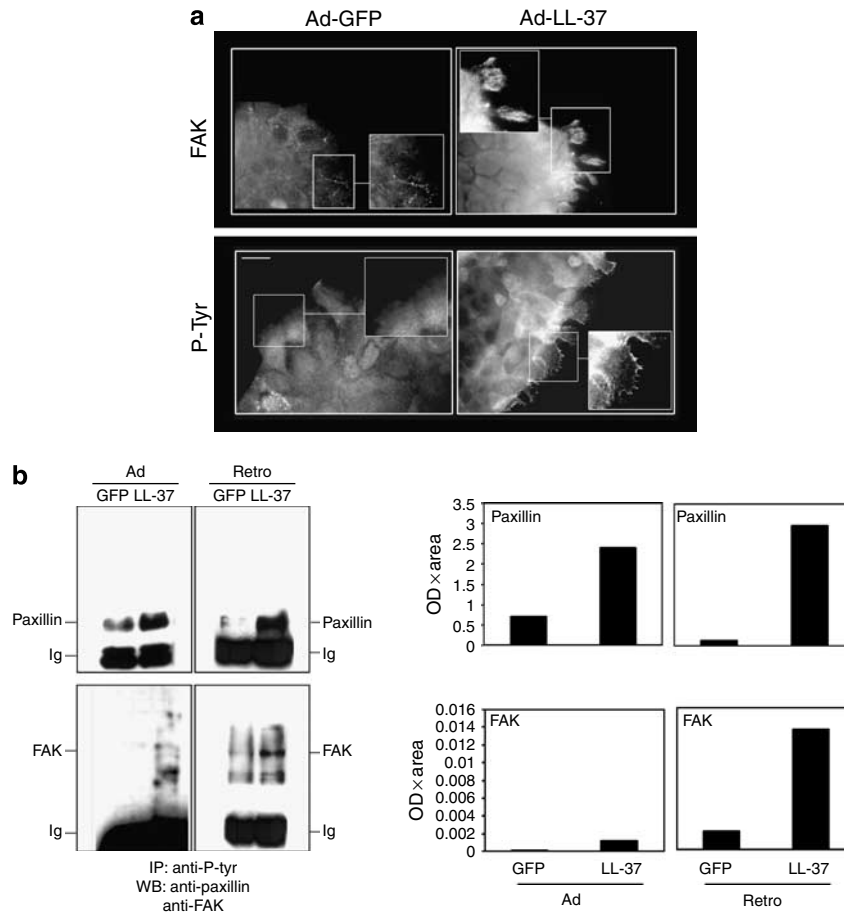 a
Ad-GFP Ad-LL-37
FAK
P-Tyr
b
Ad Retro
GFP LL-37 GFP LL-37
Paxillin Paxillin
Ig Ig
FAK FAK
Ig Ig
IP: anti-P-tyr
WB: anti-paxillin
anti-FAK
OD×area
3.5
3
2.5
2
1.5
1
0.5
0
Paxillin Paxillin
OD×area
0.016
0.014
0.012
0.01
0.008
0.006
0.004
0.002
0
FAK FAK
GFP LL-37 GFP LL-37
Ad Retro